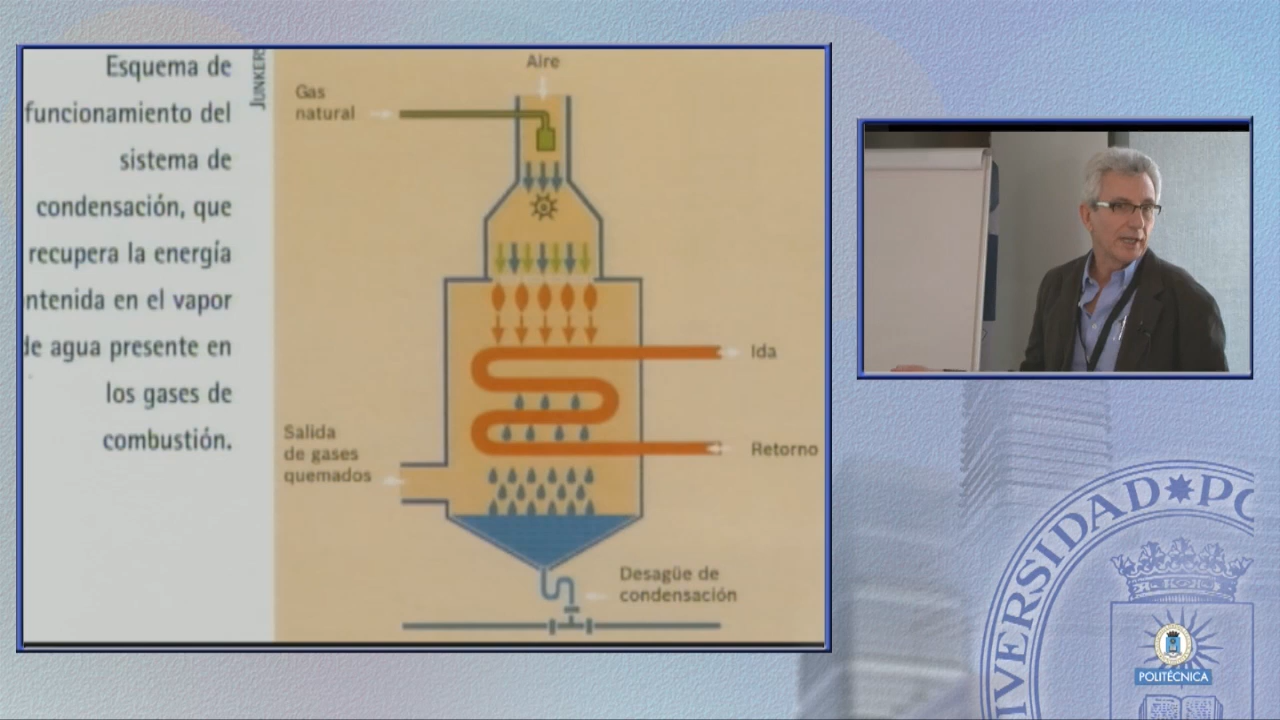 Esquema de
funcionamiento del
sistema de
condensación, que
recupera la energía
ntenida en el vapor
de agua presente en
los gases de
combustión.
JUNKERS
Aire
Gas
natural
Ida
Retorno
Salida
de gases
quemados
Desagüe de
condensación
IVERSIDAD PO
POLITÉCNICA